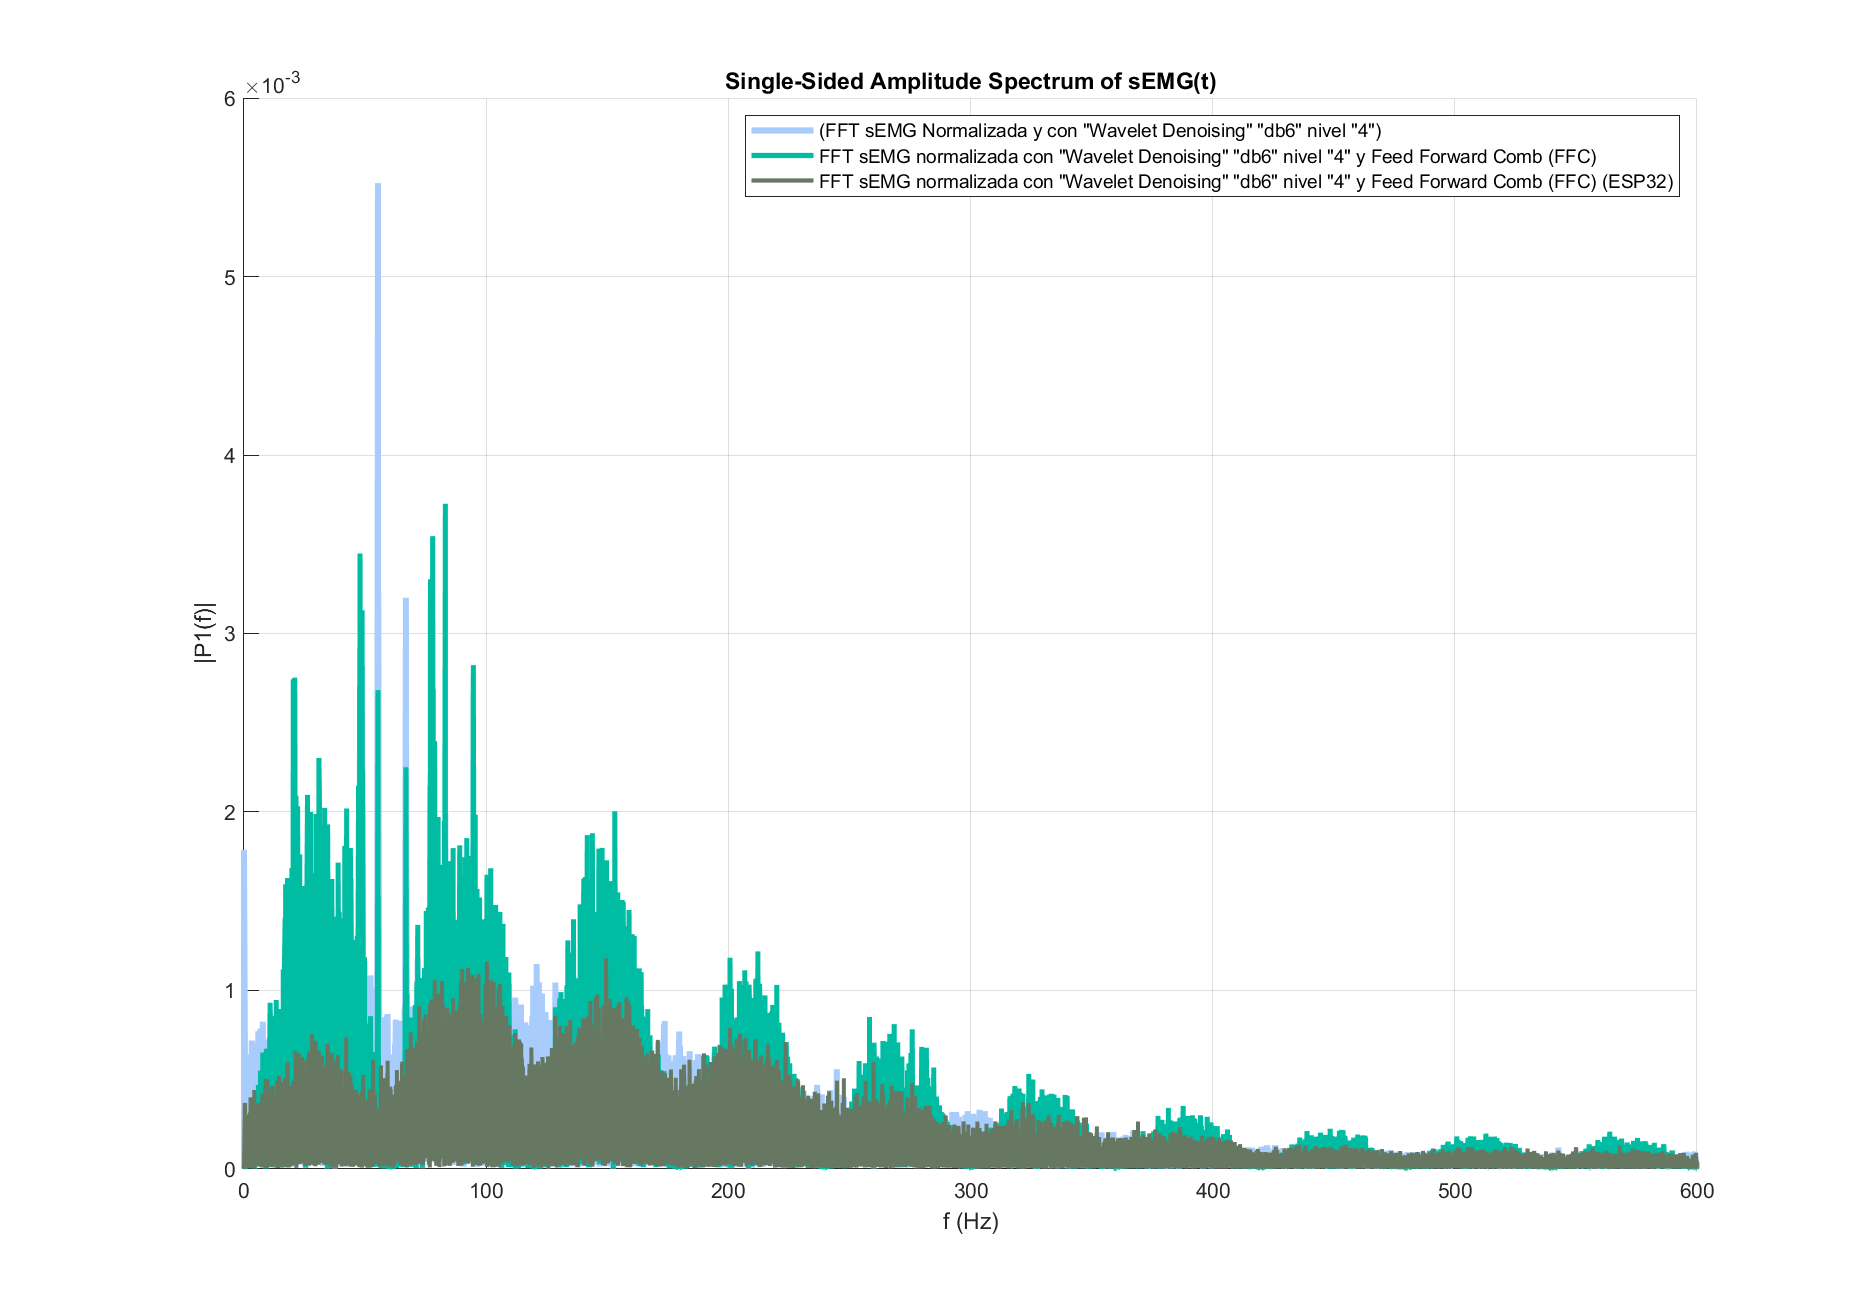 Single-Sided Amplitude Spectrum of sEMG(t)
×10-3
(FFT sEMG Normalizada y con "Wavelet Denoising" "db6" nivel "4")
FFT sEMG normalizada con "Wavelet Denoising" "db6" nivel "4" y Feed Forward Comb (FFC)
FFT sEMG normalizada con "Wavelet Denoising" "db6" nivel "4" y Feed Forward Comb (FFC) (ESP32)
6
5
4
3
2
1
0
|P1(f)|
0 100 200 300 400 500 600
f (Hz)